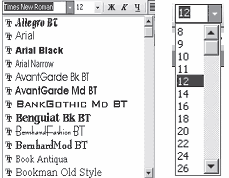 Times New Roman 12 Ж К Ч
Allegro BT
Arial
Arial Black
Arial Narrow
AvantGarde Bk BT
AvantGarde Md BT
BankGothic Md BT
Benguiat Bk BT
BernhardFashion BT
BernhardMod BT
Book Antiqua
Bookman Old Style
12
8
9
10
11
12
14
16
18
20
22
24
26